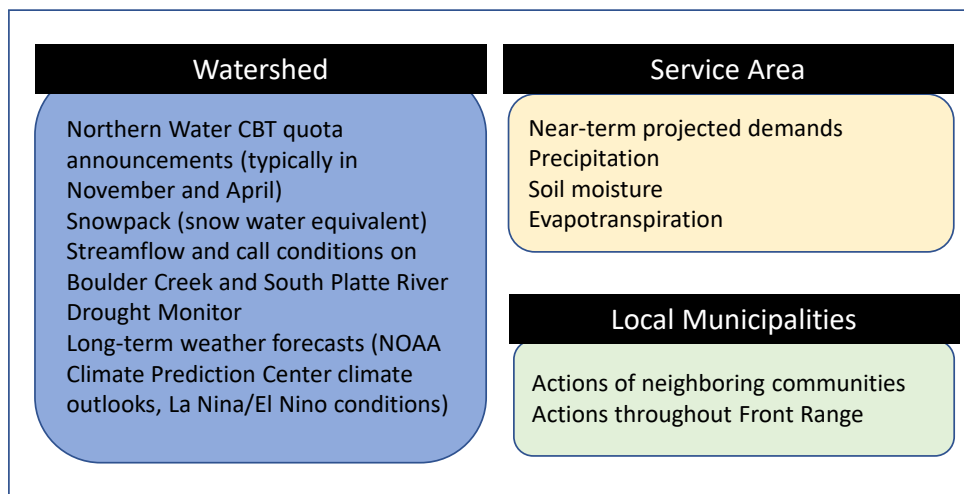 Watershed
Northern Water CBT quota
announcements (typically in
November and April)
Snowpack (snow water equivalent)
Streamflow and call conditions on
Boulder Creek and South Platte River
Drought Monitor
Long-term weather forecasts (NOAA
Climate Prediction Center climate
outlooks, La Nina/El Nino conditions)
Service Area
Near-term projected demands
Precipitation
Soil moisture
Evapotranspiration
Local Municipalities
Actions of neighboring communities
Actions throughout Front Range